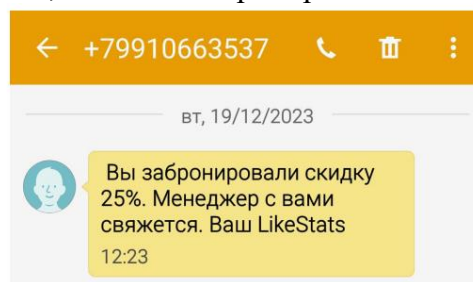 +79910663537
вт, 19/12/2023
Вы забронировали скидку
25%. Менеджер с вами
свяжется. Ваш LikeStats
12:23